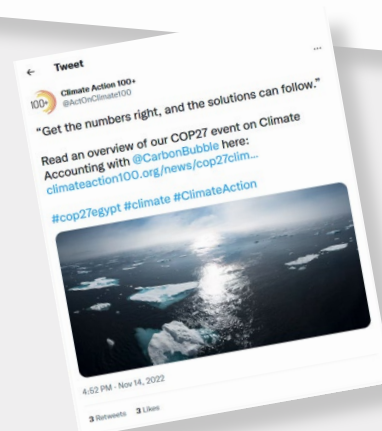 Tweet
100+
Climate Action 100+
@ActOnClimate100
“Get the numbers right, and the solutions can follow.”
Read an overview of our COP27 event on Climate
Accounting with @CarbonBubble here:
climateaction100.org/news/cop27clim...
#cop27egypt #climate #ClimateAction
4:52 PM · Nov 14, 2022
3 Retweets 3 Likes